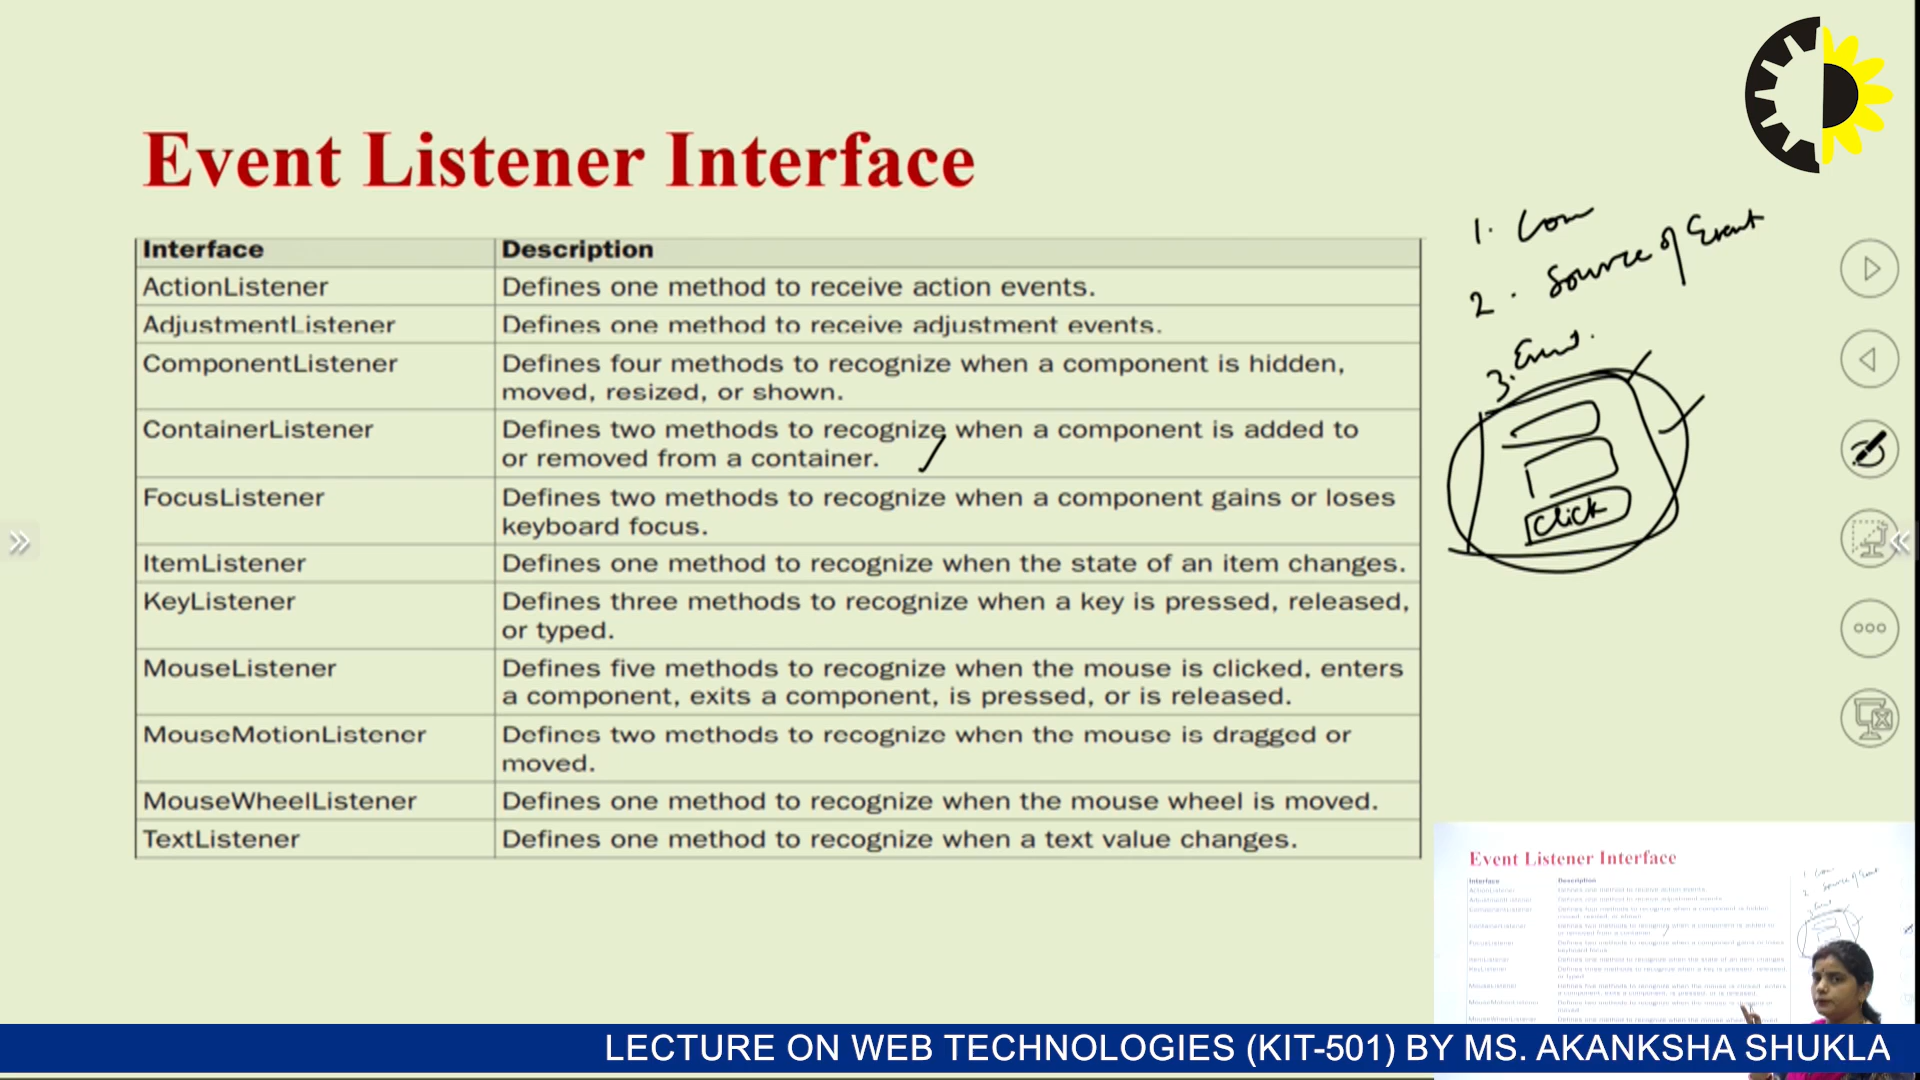 Event Listener Interface
Interface Description
ActionListener Defines one method to receive action events.
AdjustmentListener Defines one method to receive adjustment events.
ComponentListener Defines four methods to recognize when a component is hidden,
moved, resized, or shown.
ContainerListener Defines two methods to recognize when a component is added to
or removed from a container.
FocusListener Defines two methods to recognize when a component gains or loses
keyboard focus.
ItemListener Defines one method to recognize when the state of an item changes.
KeyListener Defines three methods to recognize when a key is pressed, released,
or typed.
MouseListener Defines five methods to recognize when the mouse is clicked, enters
a component, exits a component, is pressed, or is released.
MouseMotionListener Defines two methods to recognize when the mouse is dragged or
moved.
MouseWheelListener Defines one method to recognize when the mouse wheel is moved.
TextListener Defines one method to recognize when a text value changes.
1. Com
2. Source of Event
3. Event.
Click
Event Listener Interface
LECTURE ON WEB TECHNOLOGIES (KIT-501) BY MS. AKANKSHA SHUKLA